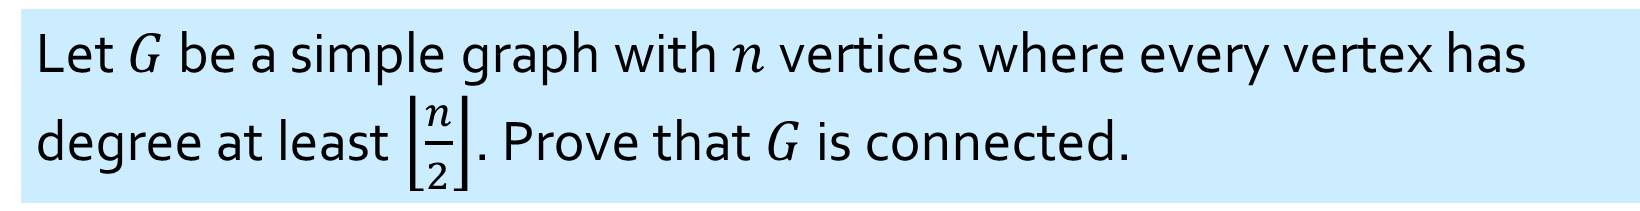 Let G be a simple graph with n vertices where every vertex has
degree at least ⌊n/2⌋. Prove that G is connected.